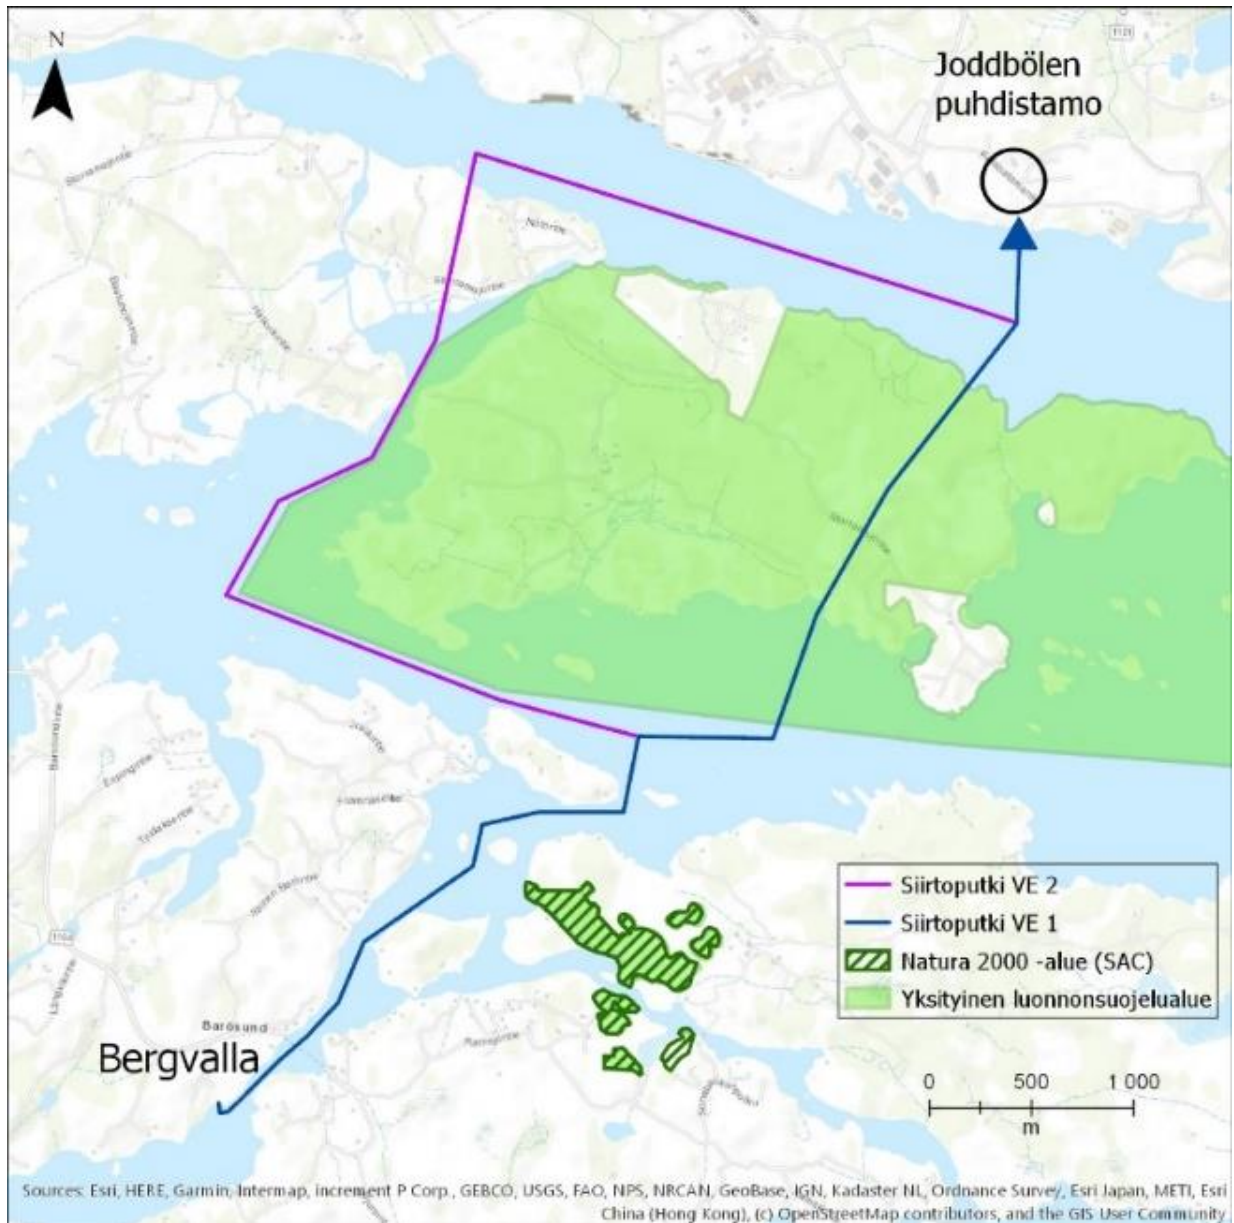 N
1121
Joddbölen
puhdistamo
Barösund
Bergvalla
Siirtoputki VE 2
Siirtoputki VE 1
Natura 2000 -alue (SAC)
Yksityinen luonnonsuojelualue
0 500 1 000
m
Sources: Esri, HERE, Garmin, Intermap, increment P Corp., GEBCO, USGS, FAO, NPS, NRCAN, GeoBase, IGN, Kadaster NL, Ordnance Survey, Esri Japan, METI, Esri
China (Hong Kong), (c) OpenStreetMap contributors, and the GIS User Community